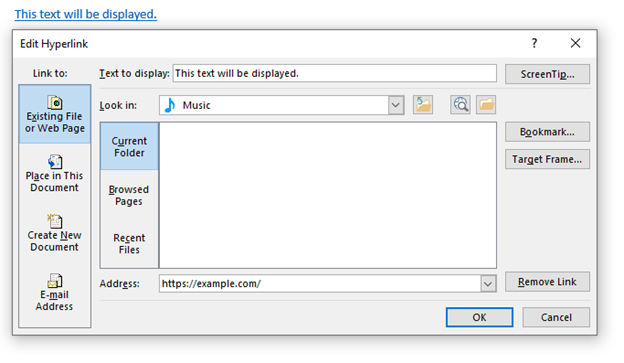 This text will be displayed.
Edit Hyperlink
?
Link to:
Text to display:
This text will be displayed.
ScreenTip...
Existing File
or Web Page
Look in:
Music
Place in This
Document
Current
Folder
Bookmark...
Target Frame...
Browsed
Pages
Create New
Document
Recent
Files
E-mail
Address
Address:
https://example.com/
Remove Link
OK
Cancel